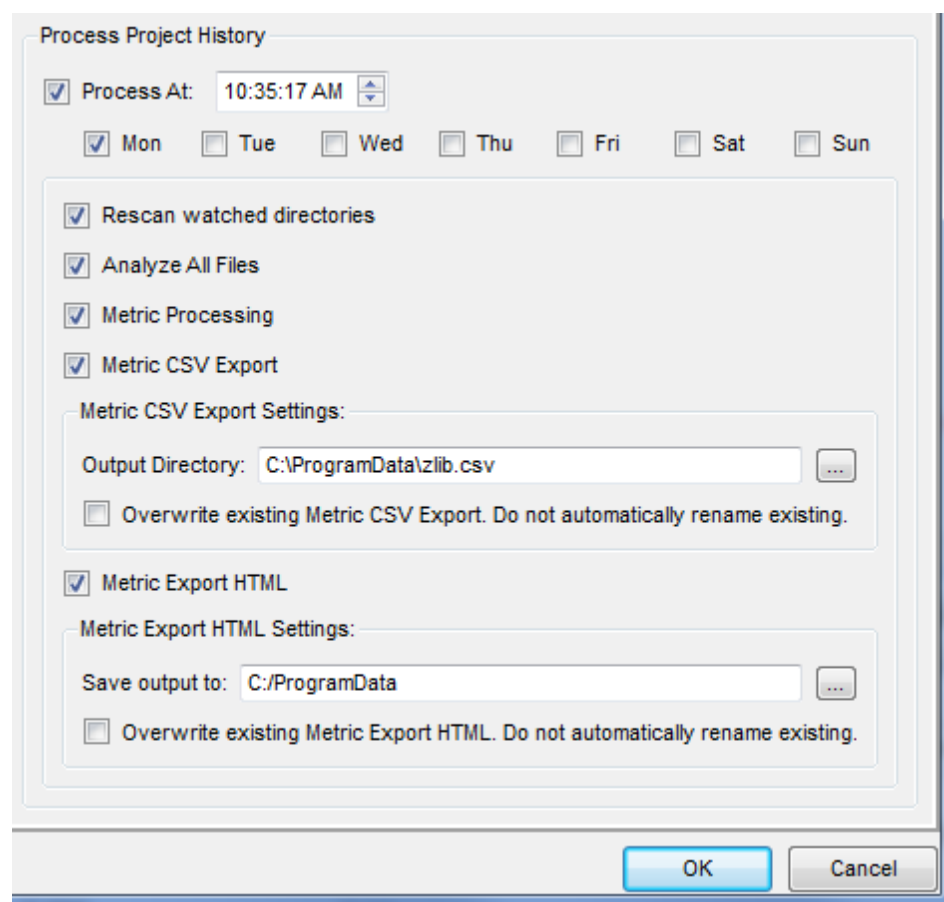 Process Project History
Process At: 10:35:17 AM
Mon Tue Wed Thu Fri Sat Sun
Rescan watched directories
Analyze All Files
Metric Processing
Metric CSV Export
Metric CSV Export Settings:
Output Directory: C:\ProgramData\zlib.csv ...
Overwrite existing Metric CSV Export. Do not automatically rename existing.
Metric Export HTML
Metric Export HTML Settings:
Save output to: C:/ProgramData ...
Overwrite existing Metric Export HTML. Do not automatically rename existing.
OK Cancel